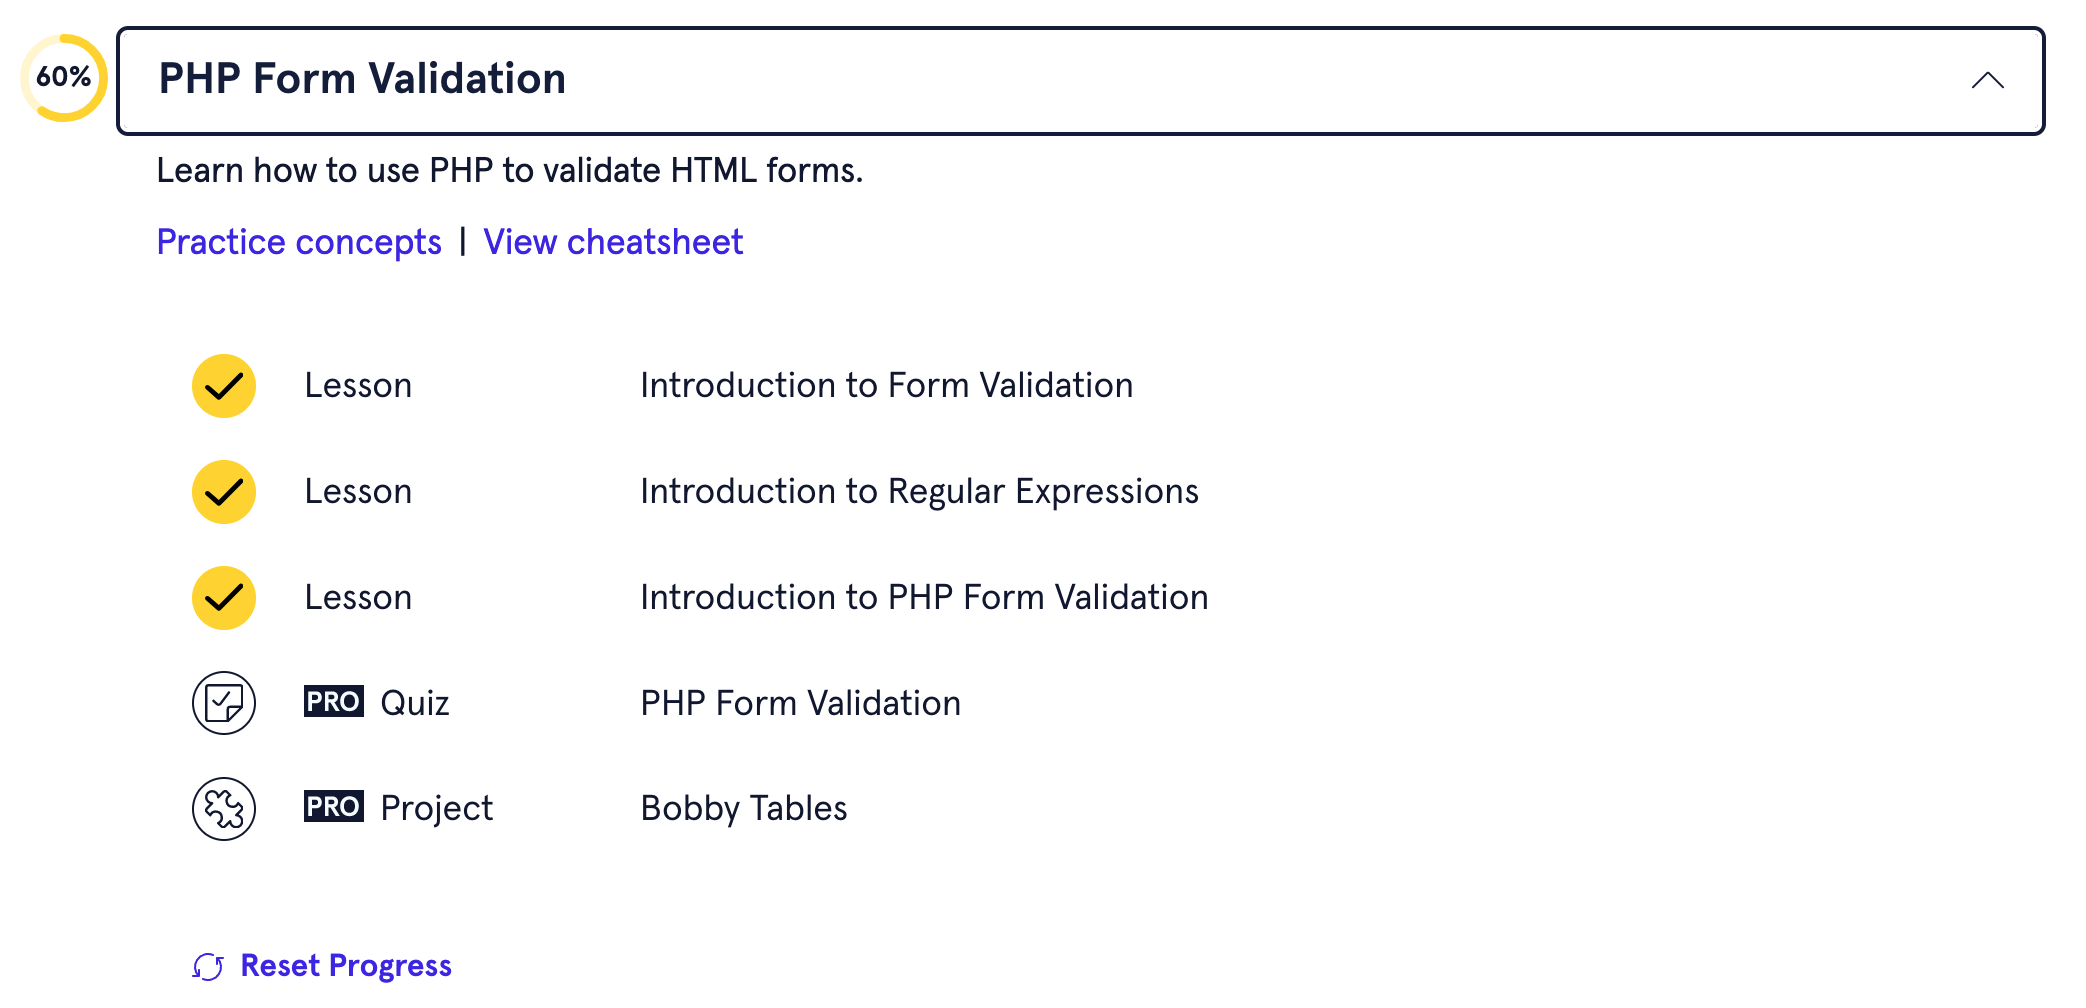 60% PHP Form Validation
Learn how to use PHP to validate HTML forms.
Practice concepts | View cheatsheet
Lesson Introduction to Form Validation
Lesson Introduction to Regular Expressions
Lesson Introduction to PHP Form Validation
PRO Quiz PHP Form Validation
PRO Project Bobby Tables
Reset Progress